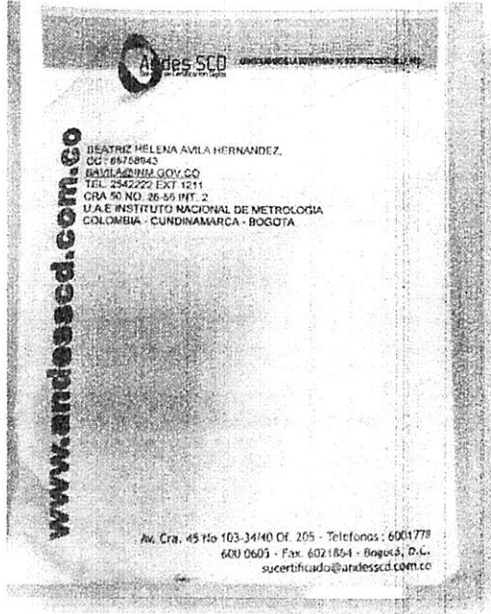 Andes SCD
www.andesscd.com.co
BEATRIZ HELENA AVILA HERNANDEZ,
CC : 65758943
BAVILA@INM.GOV.CO
TEL. 2542222 EXT 1211
CRA 50 NO. 26-55 INT. 2
U.A.E INSTITUTO NACIONAL DE METROLOGIA
COLOMBIA - CUNDINAMARCA - BOGOTA
Av. Cra. 45 No 103-34/40 Of. 205 - Telefonos : 6001778
600 0605 - Fax. 6021864 - Bogotá, D.C.
sucertificado@andesscd.com.co